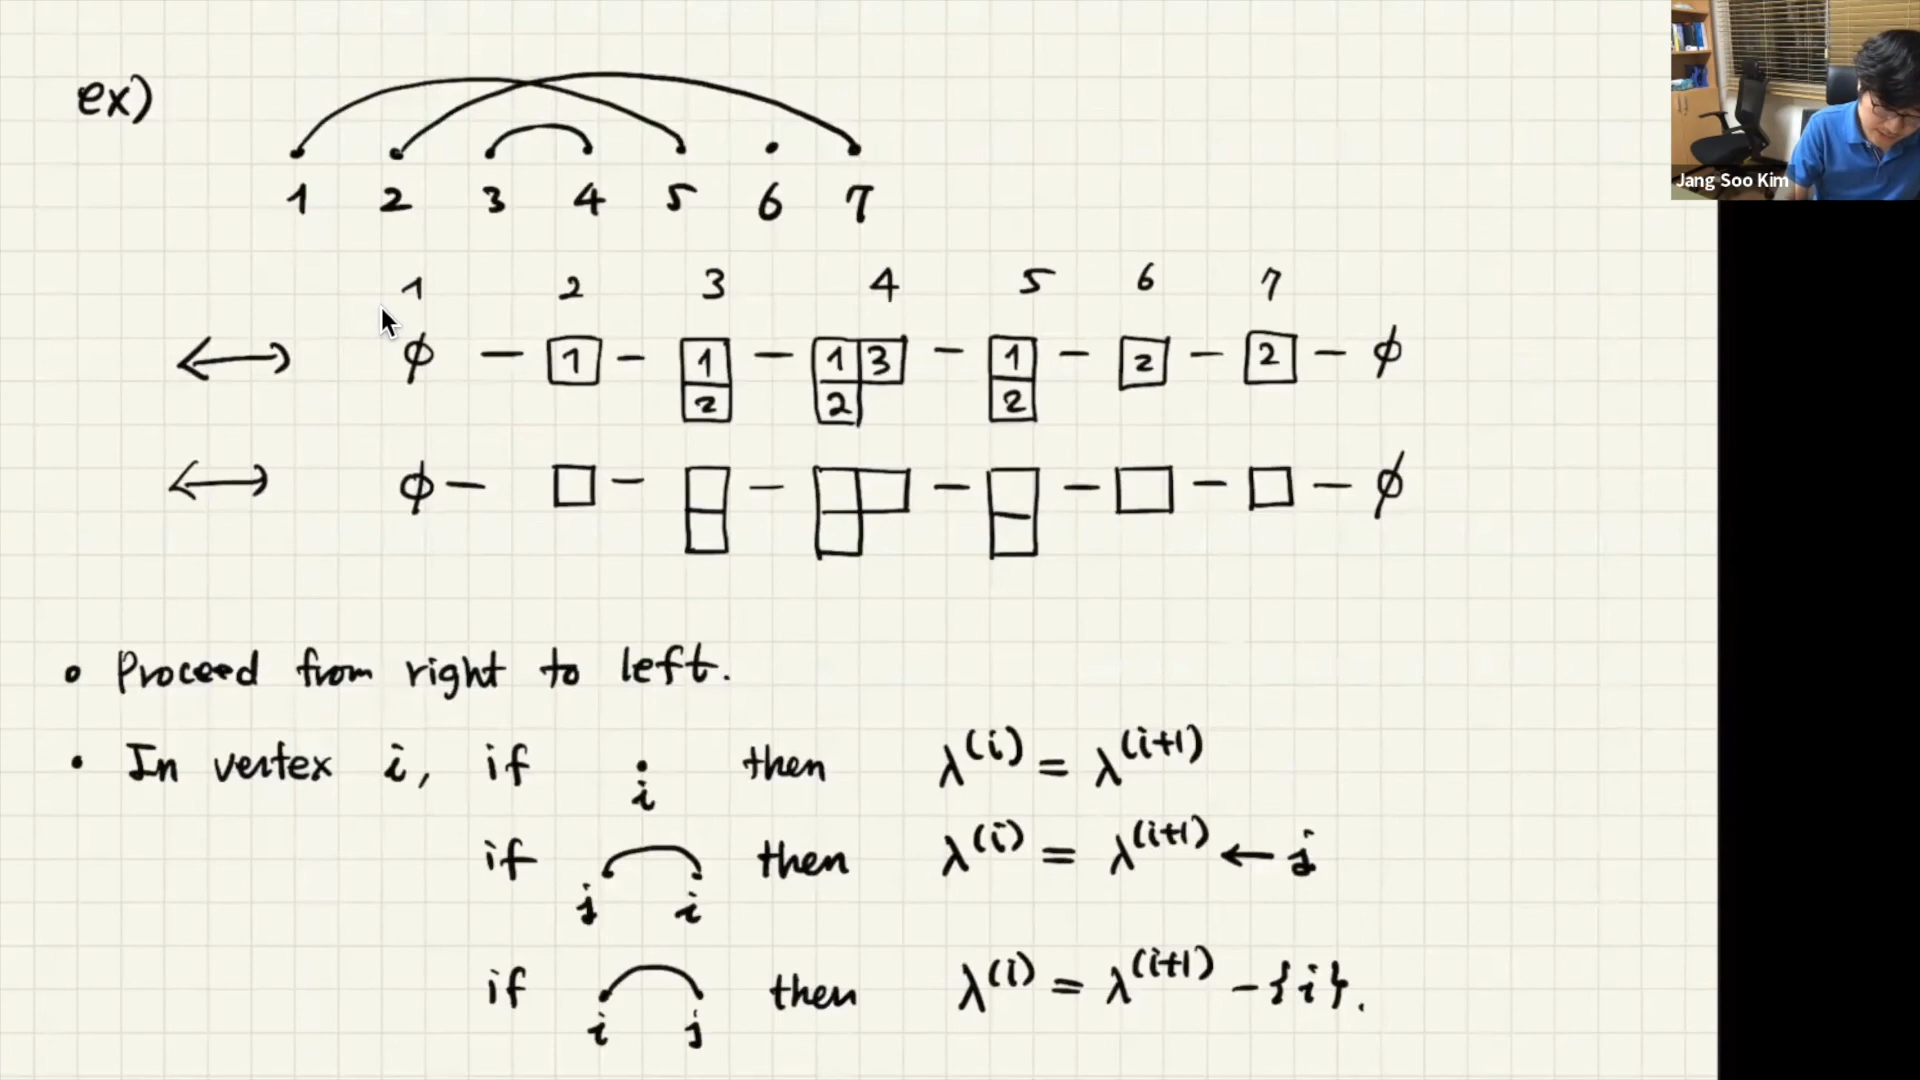 ex)
Jang Soo Kim
1 2 3 4 5 6 7
1 2 3 4 5 6 7
⟷ ϕ – 1 – 1 – 1 3 – 1 – 2 – 2 – ϕ
2 2 2
⟷ ϕ – – – – – – – ϕ
• Proceed from right to left.
• In vertex i, if i then λ^(i) = λ^(i+1)
if j i then λ^(i) = λ^(i+1) ← j
if i j then λ^(i) = λ^(i+1) – {i}.